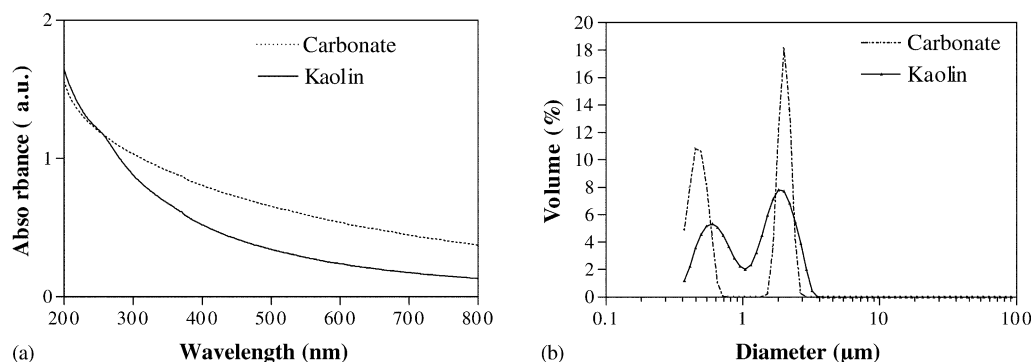 2
1
0
200 300 400 500 600 700 800
Abso rbance ( a.u.)
Wavelength (nm)
Carbonate
Kaolin
(a)
20
18
16
14
12
10
8
6
4
2
0
0.1 1 10 100
Volume (%)
Diameter (µm)
Carbonate
Kaolin
(b)